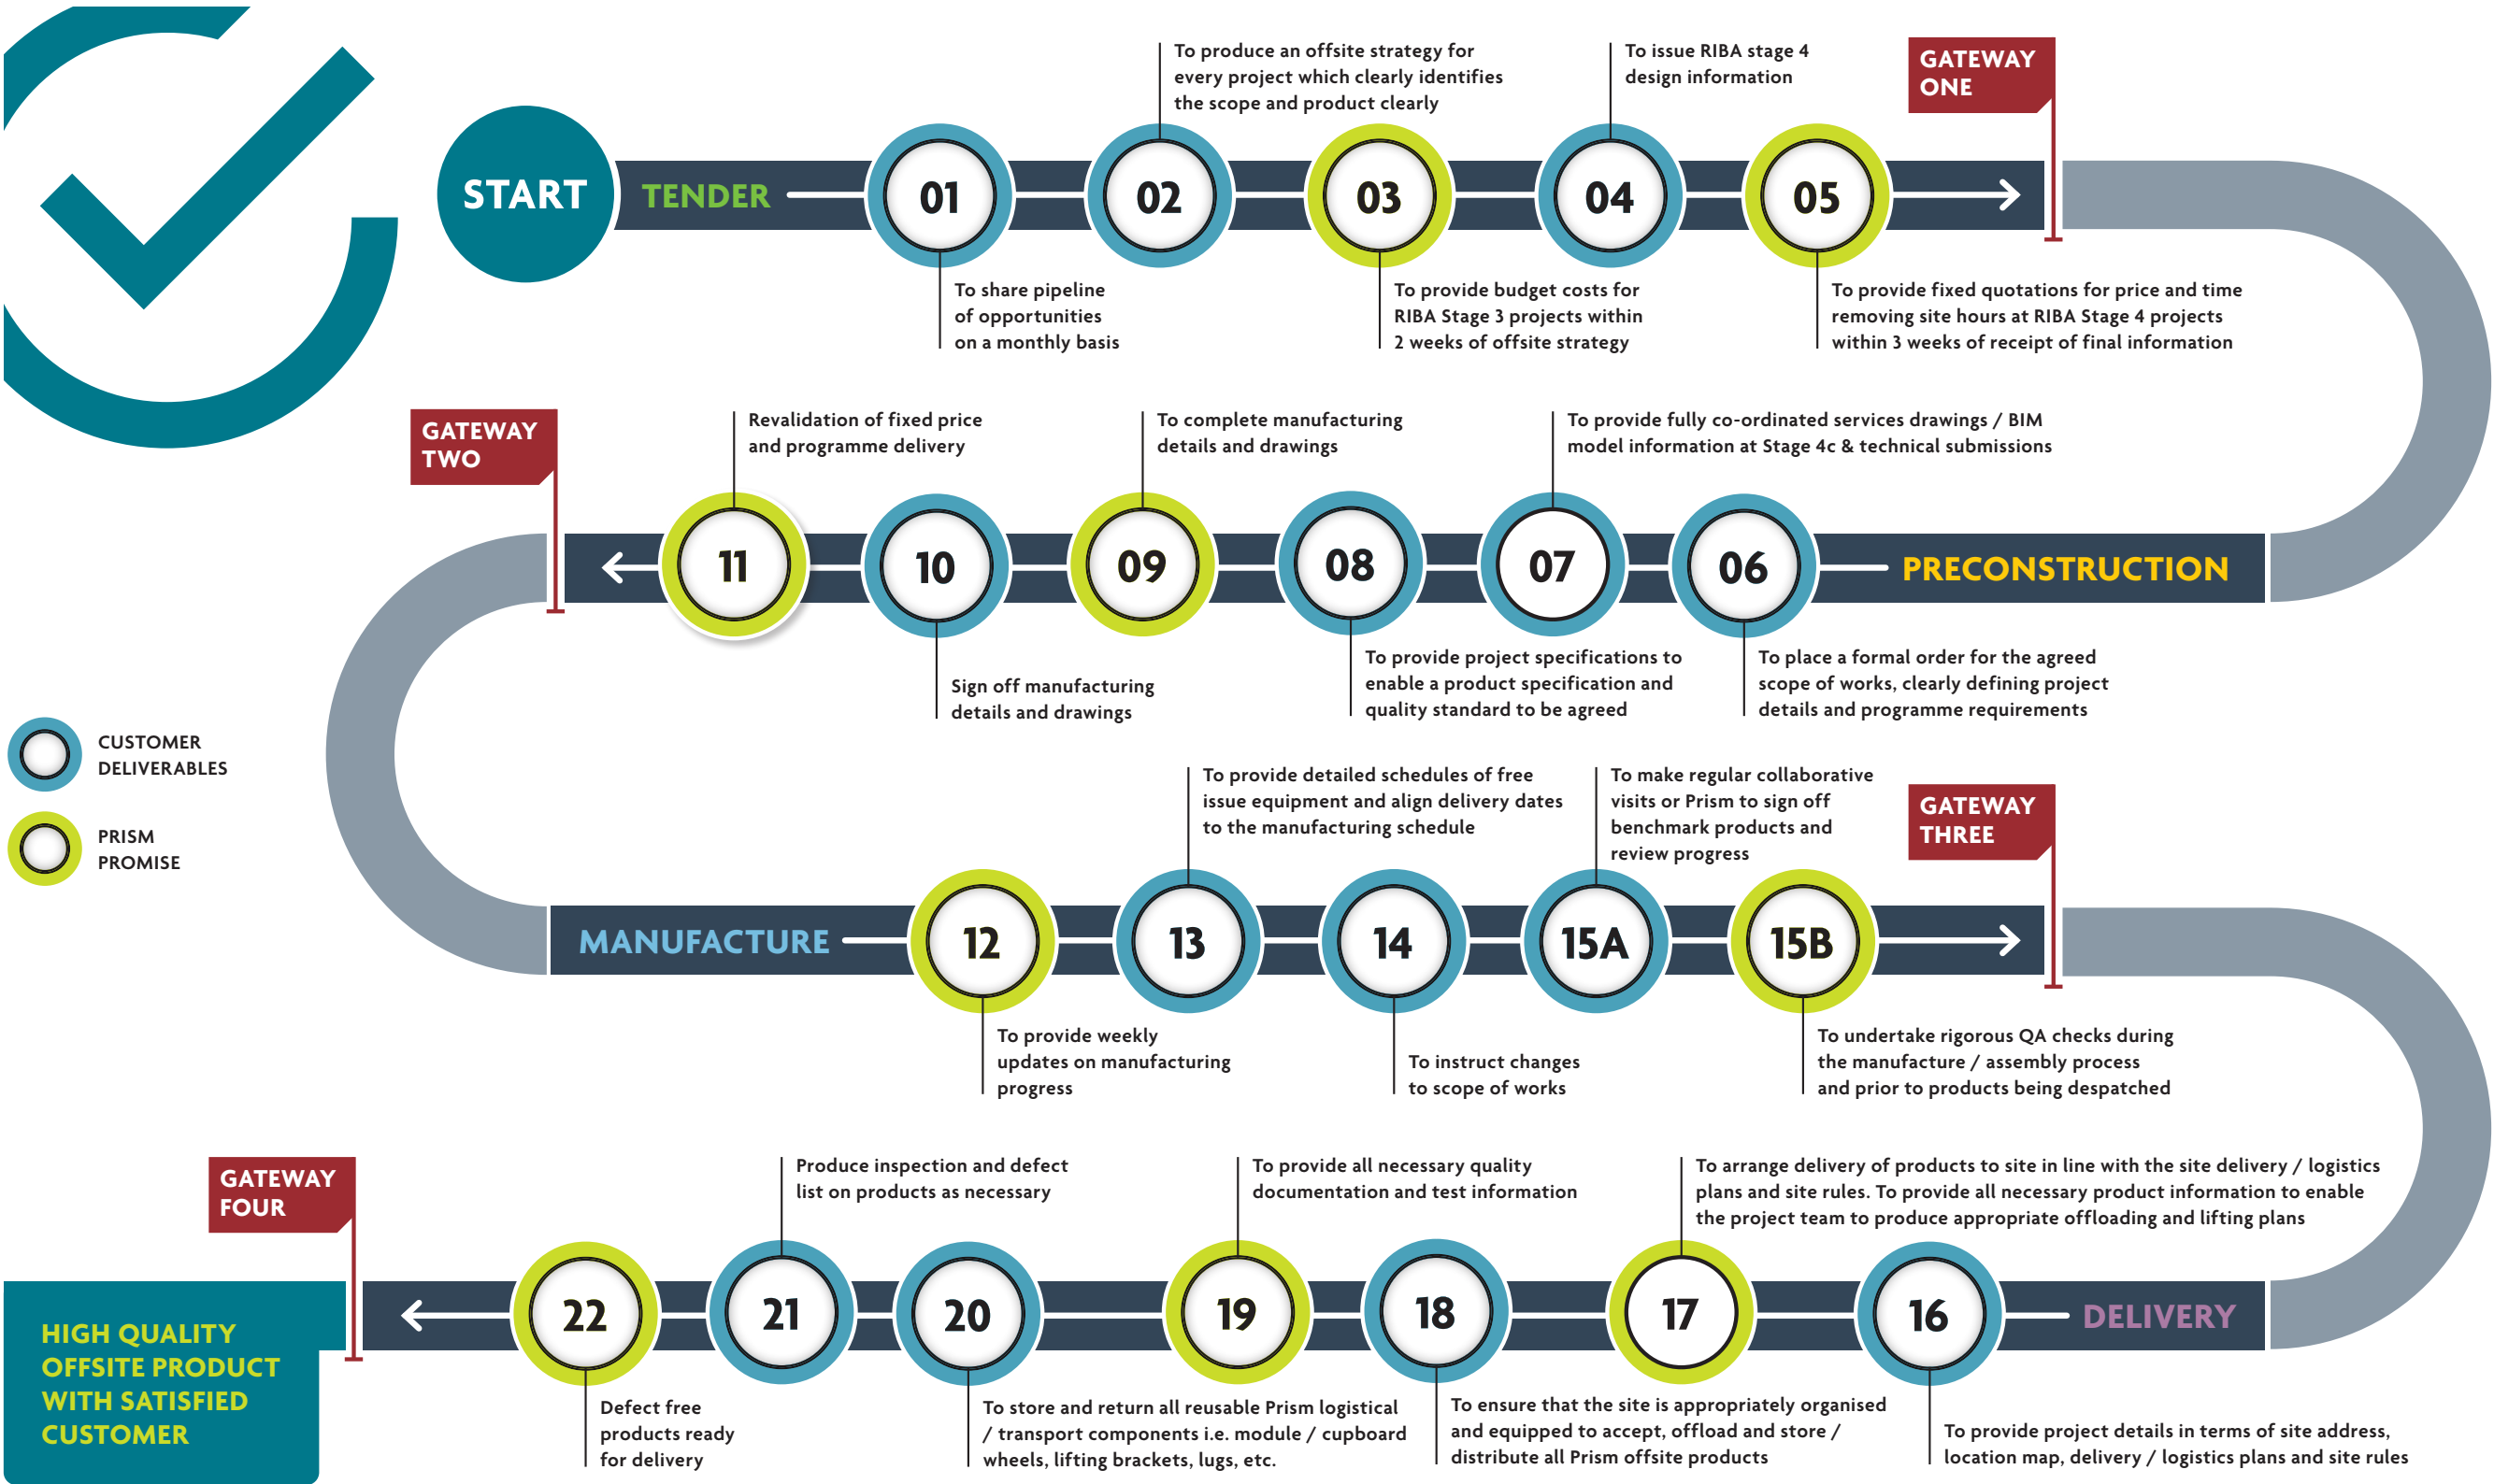 To produce an offsite strategy for
every project which clearly identifies
the scope and product clearly
To issue RIBA stage 4
design information
GATEWAY
ONE
START
TENDER
01
02
03
04
05
To share pipeline
of opportunities
on a monthly basis
To provide budget costs for
RIBA Stage 3 projects within
2 weeks of offsite strategy
To provide fixed quotations for price and time
removing site hours at RIBA Stage 4 projects
within 3 weeks of receipt of final information
GATEWAY
TWO
Revalidation of fixed price
and programme delivery
To complete manufacturing
details and drawings
To provide fully co-ordinated services drawings / BIM
model information at Stage 4c & technical submissions
11
10
09
08
07
06
PRECONSTRUCTION
Sign off manufacturing
details and drawings
To provide project specifications to
enable a product specification and
quality standard to be agreed
To place a formal order for the agreed
scope of works, clearly defining project
details and programme requirements
CUSTOMER
DELIVERABLES
PRISM
PROMISE
To provide detailed schedules of free
issue equipment and align delivery dates
to the manufacturing schedule
To make regular collaborative
visits or Prism to sign off
benchmark products and
review progress
GATEWAY
THREE
MANUFACTURE
12
13
14
15A
15B
To provide weekly
updates on manufacturing
progress
To instruct changes
to scope of works
To undertake rigorous QA checks during
the manufacture / assembly process
and prior to products being despatched
GATEWAY
FOUR
Produce inspection and defect
list on products as necessary
To provide all necessary quality
documentation and test information
To arrange delivery of products to site in line with the site delivery / logistics
plans and site rules. To provide all necessary product information to enable
the project team to produce appropriate offloading and lifting plans
22
21
20
19
18
17
16
DELIVERY
HIGH QUALITY
OFFSITE PRODUCT
WITH SATISFIED
CUSTOMER
Defect free
products ready
for delivery
To store and return all reusable Prism logistical
/ transport components i.e. module / cupboard
wheels, lifting brackets, lugs, etc.
To ensure that the site is appropriately organised
and equipped to accept, offload and store /
distribute all Prism offsite products
To provide project details in terms of site address,
location map, delivery / logistics plans and site rules